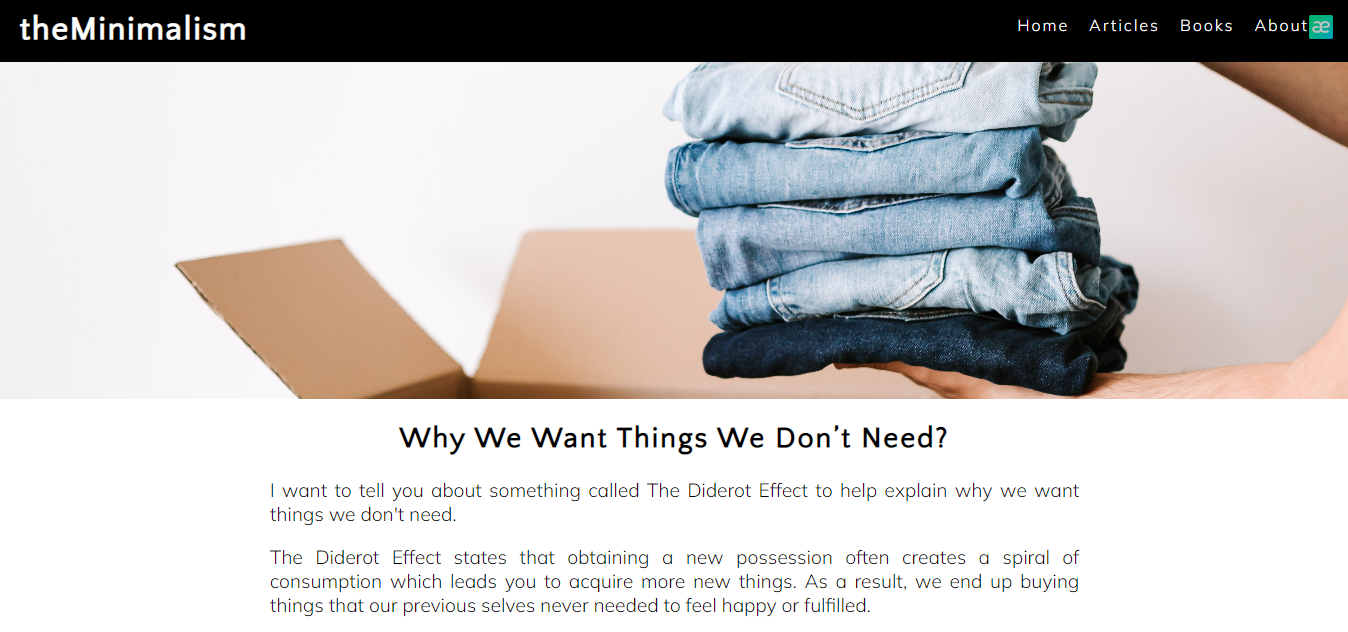 theMinimalism
Home Articles Books About æ
Why We Want Things We Don’t Need?
I want to tell you about something called The Diderot Effect to help explain why we want
things we don't need.
The Diderot Effect states that obtaining a new possession often creates a spiral of
consumption which leads you to acquire more new things. As a result, we end up buying
things that our previous selves never needed to feel happy or fulfilled.